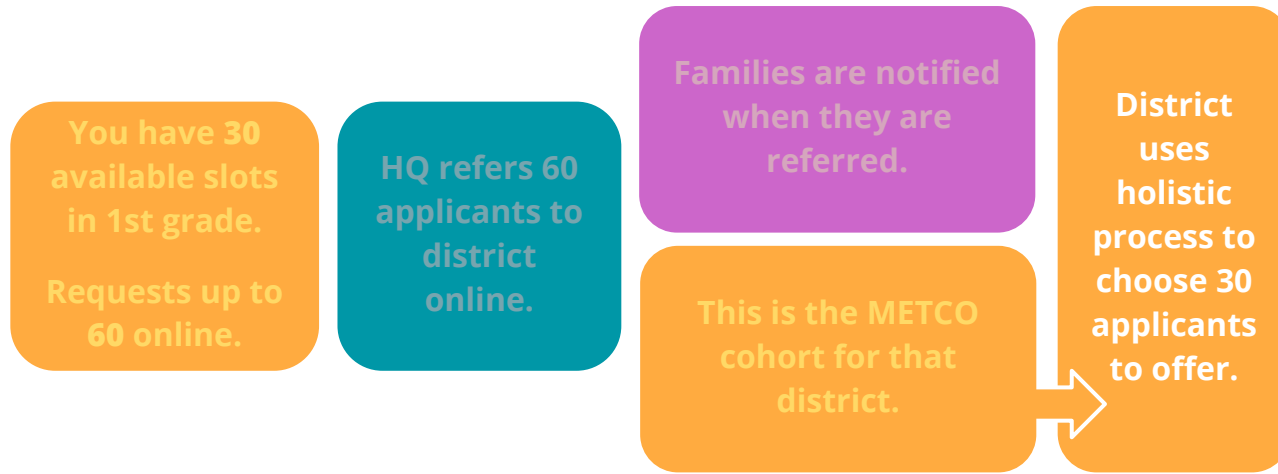 You have 30
available slots
in 1st grade.
Requests up to
60 online.
HQ refers 60
applicants to
district
online.
Families are notified
when they are
referred.
This is the METCO
cohort for that
district.
District
uses
holistic
process to
choose 30
applicants
to offer.